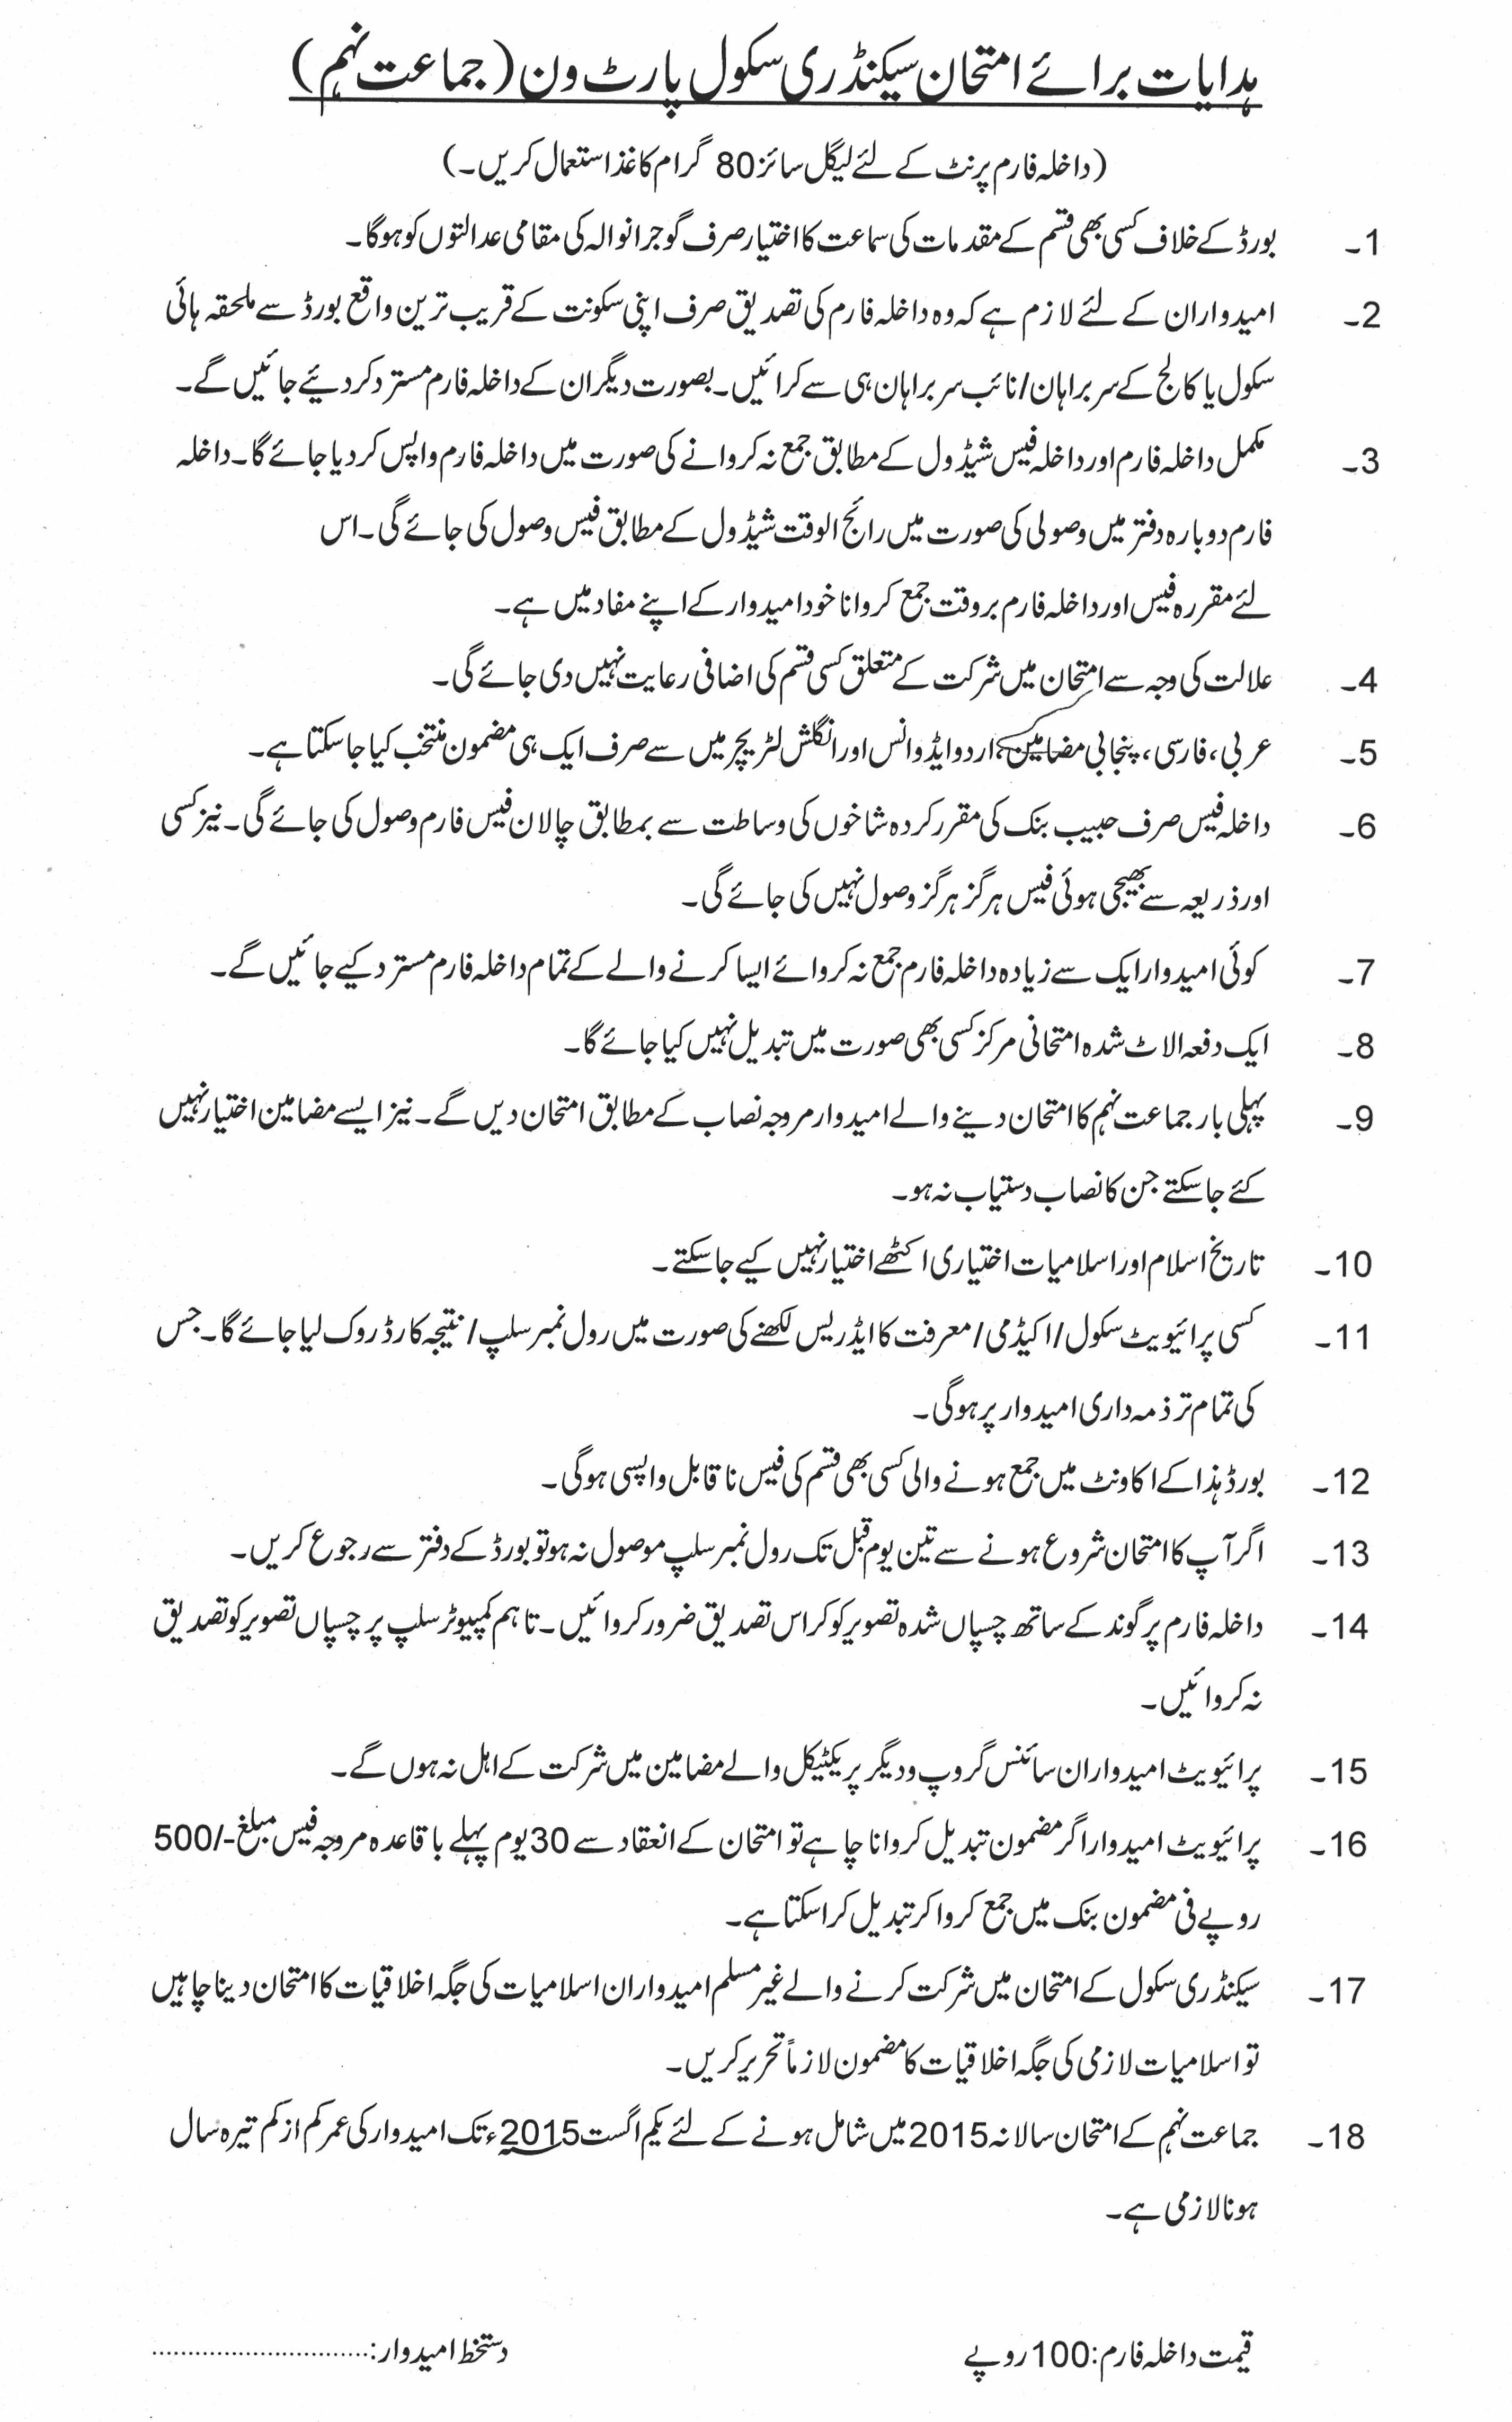 ہدایات برائے امتحان سیکنڈری سکول پارٹ ون (جماعت نہم)
(داخلہ فارم پرنٹ کے لئے لیگل سائز 80 گرام کاغذ استعمال کریں۔)
1۔ بورڈ کے خلاف کسی بھی قسم کے مقدمات کی سماعت کا اختیار صرف گوجرانوالہ کی مقامی عدالتوں کو ہوگا۔
2۔ امیدواران کے لئے لازم ہے کہ وہ داخلہ فارم کی تصدیق صرف اپنی سکونت کے قریب ترین واقع بورڈ سے ملحقہ ہائی
سکول یا کالج کے سربراہان/نائب سربراہان ہی سے کرائیں۔ بصورت دیگر ان کے داخلہ فارم مسترد کر دیئے جائیں گے۔
3۔ مکمل داخلہ فارم اور داخلہ فیس شیڈول کے مطابق جمع نہ کروانے کی صورت میں داخلہ فارم واپس کر دیا جائے گا۔ داخلہ
فارم دوبارہ دفتر میں وصولی کی صورت میں رائج الوقت شیڈول کے مطابق فیس وصول کی جائے گی۔ اس
لئے مقررہ فیس اور داخلہ فارم بروقت جمع کروانا خود امیدوار کے اپنے مفاد میں ہے۔
4۔ علالت کی وجہ سے امتحان میں شرکت کے متعلق کسی قسم کی اضافی رعایت نہیں دی جائے گی۔
5۔ عربی، فارسی، پنجابی مضامین، اردو ایڈوانس اور انگلش لٹریچر میں سے صرف ایک ہی مضمون منتخب کیا جا سکتا ہے۔
6۔ داخلہ فیس صرف حبیب بنک کی مقرر کردہ شاخوں کی وساطت سے بمطابق چالان فیس فارم وصول کی جائے گی۔ نیز کسی
اور ذریعہ سے بھیجی ہوئی فیس ہرگز ہرگز وصول نہیں کی جائے گی۔
7۔ کوئی امیدوار ایک سے زیادہ داخلہ فارم جمع نہ کروائے ایسا کرنے والے کے تمام داخلہ فارم مسترد کیے جائیں گے۔
8۔ ایک دفعہ الاٹ شدہ امتحانی مرکز کسی بھی صورت میں تبدیل نہیں کیا جائے گا۔
9۔ پہلی بار جماعت نہم کا امتحان دینے والے امیدوار مروجہ نصاب کے مطابق امتحان دیں گے۔ نیز ایسے مضامین اختیار نہیں
کئے جا سکتے جن کا نصاب دستیاب نہ ہو۔
10۔ تاریخ اسلام اور اسلامیات اختیاری اکٹھے اختیار نہیں کیے جا سکتے۔
11۔ کسی پرائیویٹ سکول/اکیڈمی/معرفت کا ایڈریس لکھنے کی صورت میں رول نمبر سلپ/نتیجہ کارڈ روک لیا جائے گا۔ جس
کی تمام تر ذمہ داری امیدوار پر ہوگی۔
12۔ بورڈ ہذا کے اکاونٹ میں جمع ہونے والی کسی بھی قسم کی فیس نا قابل واپسی ہوگی۔
13۔ اگر آپ کا امتحان شروع ہونے سے تین یوم قبل تک رول نمبر سلپ موصول نہ ہو تو بورڈ کے دفتر سے رجوع کریں۔
14۔ داخلہ فارم پر گوند کے ساتھ چسپاں شدہ تصویر کو کراس تصدیق ضرور کروائیں۔ تاہم کمپیوٹر سلپ پر چسپاں تصویر کو تصدیق
نہ کروائیں۔
15۔ پرائیویٹ امیدواران سائنس گروپ و دیگر پریکٹیکل والے مضامین میں شرکت کے اہل نہ ہوں گے۔
16۔ پرائیویٹ امیدوار اگر مضمون تبدیل کروانا چاہے تو امتحان کے انعقاد سے 30 یوم پہلے باقاعدہ مروجہ فیس مبلغ -/500
روپے فی مضمون بنک میں جمع کروا کر تبدیل کرا سکتا ہے۔
17۔ سیکنڈری سکول کے امتحان میں شرکت کرنے والے غیر مسلم امیدواران اسلامیات کی جگہ اخلاقیات کا امتحان دینا چاہیں
تو اسلامیات لازمی کی جگہ اخلاقیات کا مضمون لازماً تحریر کریں۔
18۔ جماعت نہم کے امتحان سالانہ 2015 میں شامل ہونے کے لئے یکم اگست 2015ء تک امیدوار کی عمر کم از کم تیرہ سال
ہونا لازمی ہے۔
قیمت داخلہ فارم: 100 روپے
دستخط امیدوار:..............................